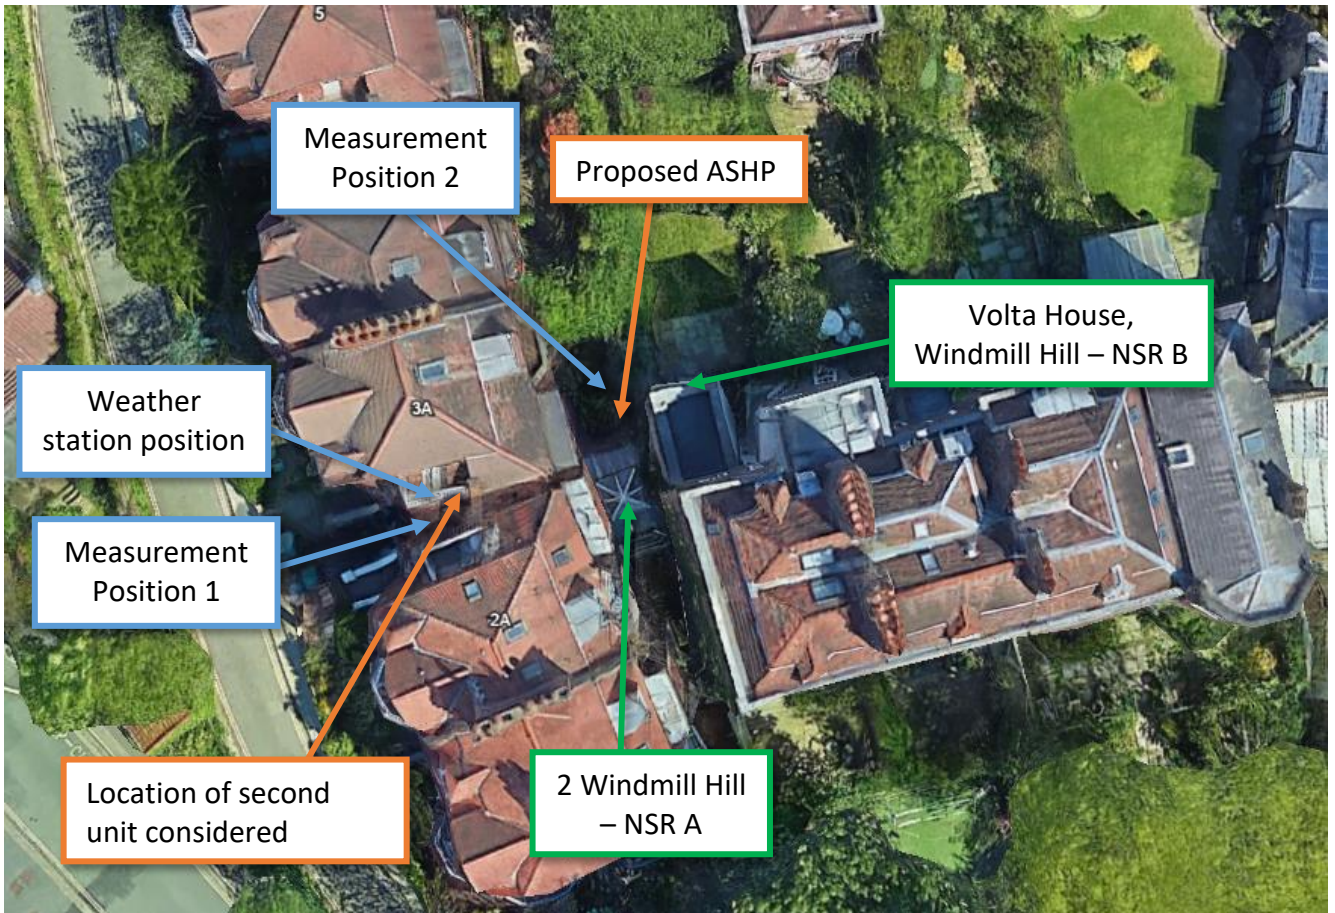 5
Measurement
Position 2
Proposed ASHP
Volta House,
Windmill Hill – NSR B
Weather
station position
3A
Measurement
Position 1
2A
Location of second
unit considered
2 Windmill Hill
– NSR A